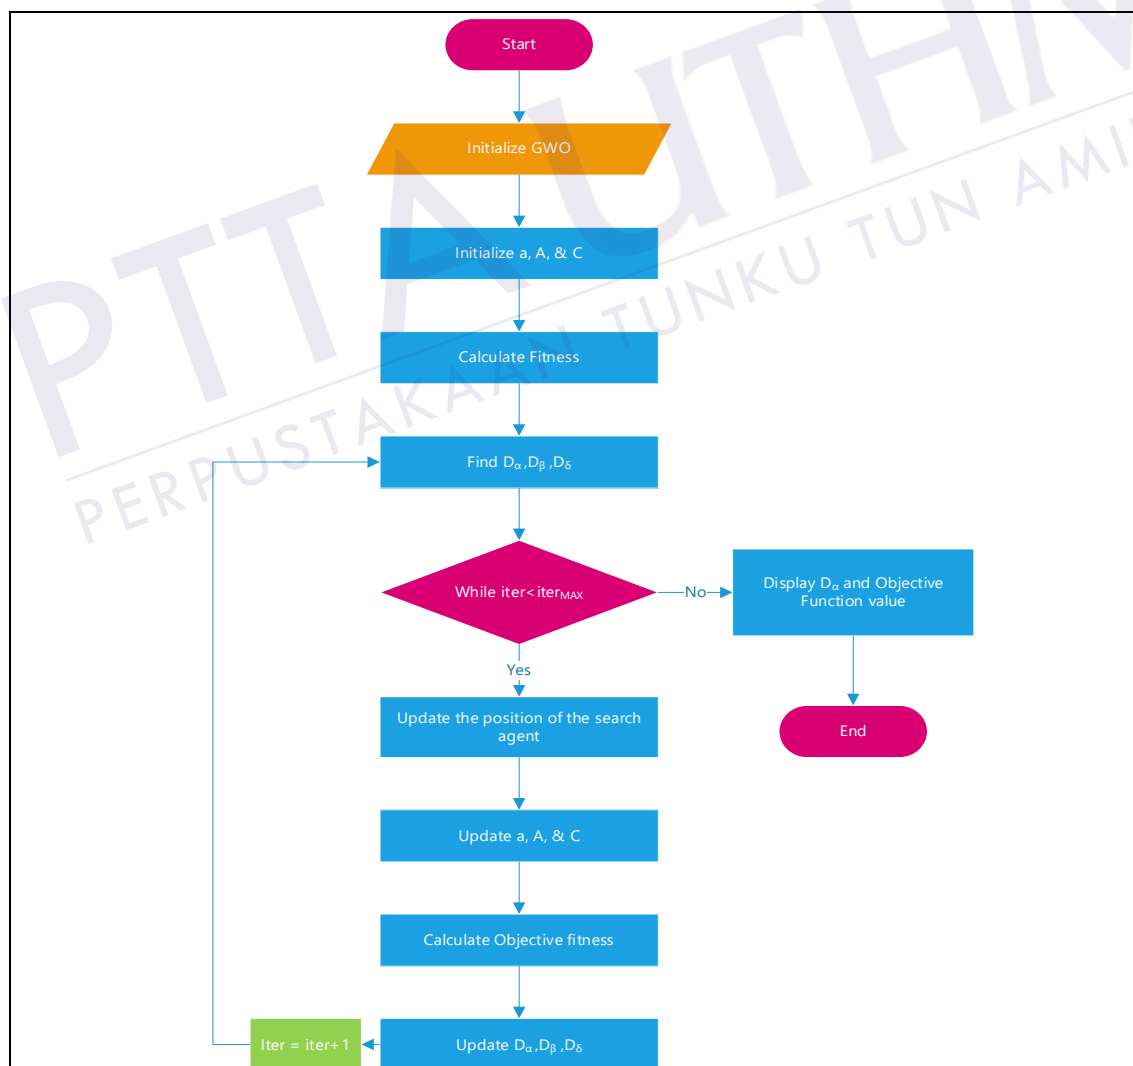 Start
Initialize GWO
Initialize a, A, & C
Calculate Fitness
Find Dα,Dβ ,Dδ
While iter<iterMAX
No
Display Dα and Objective
Function value
Yes
Update the position of the search
agent
End
Update a, A, & C
Calculate Objective fitness
Iter = iter+1
Update Dα,Dβ ,Dδ
PTTA UTHM
PERPUSTAKAAN TUNKU TUN AMI